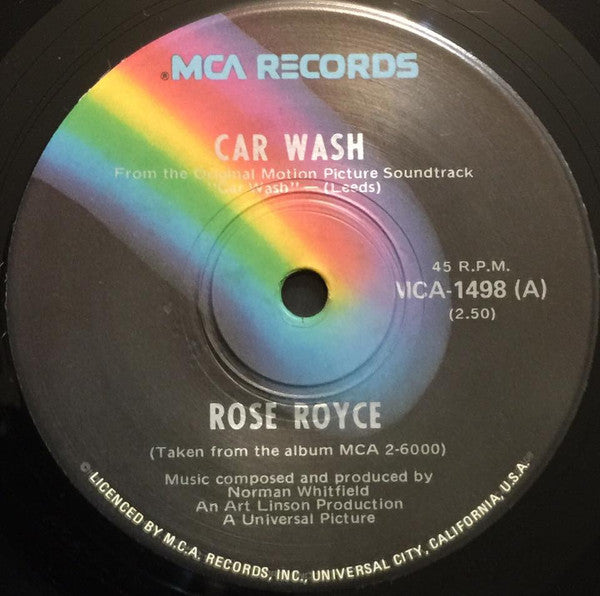 ®MCA RECORDS
CAR WASH
From the Original Motion Picture Soundtrack
"Car Wash" — (Leeds)
45 R.P.M.
MCA-1498 (A)
(2.50)
ROSE ROYCE
(Taken from the album MCA 2-6000)
Music composed and produced by
Norman Whitfield
An Art Linson Production
A Universal Picture
LICENCED BY M.C.A. RECORDS, INC., UNIVERSAL CITY, CALIFORNIA, U.S.A.